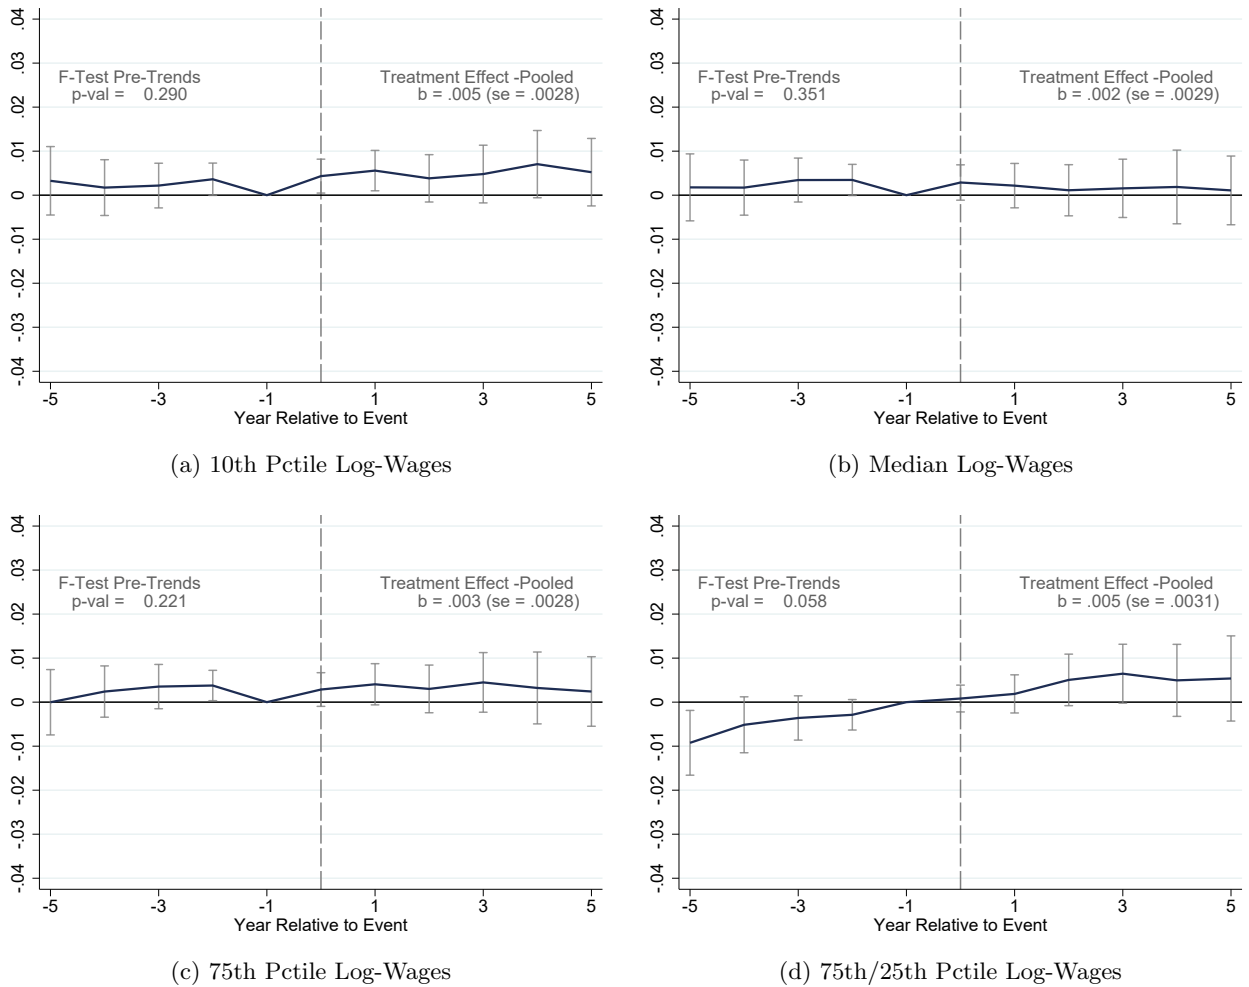 .04
.03
.02
.01
0
-.01
-.02
-.03
-.04
F-Test Pre-Trends
p-val = 0.290
Treatment Effect -Pooled
b = .005 (se = .0028)
-5 -3 -1 1 3 5
Year Relative to Event
(a) 10th Pctile Log-Wages
.04
.03
.02
.01
0
-.01
-.02
-.03
-.04
F-Test Pre-Trends
p-val = 0.351
Treatment Effect -Pooled
b = .002 (se = .0029)
-5 -3 -1 1 3 5
Year Relative to Event
(b) Median Log-Wages
.04
.03
.02
.01
0
-.01
-.02
-.03
-.04
F-Test Pre-Trends
p-val = 0.221
Treatment Effect -Pooled
b = .003 (se = .0028)
-5 -3 -1 1 3 5
Year Relative to Event
(c) 75th Pctile Log-Wages
.04
.03
.02
.01
0
-.01
-.02
-.03
-.04
F-Test Pre-Trends
p-val = 0.058
Treatment Effect -Pooled
b = .005 (se = .0031)
-5 -3 -1 1 3 5
Year Relative to Event
(d) 75th/25th Pctile Log-Wages